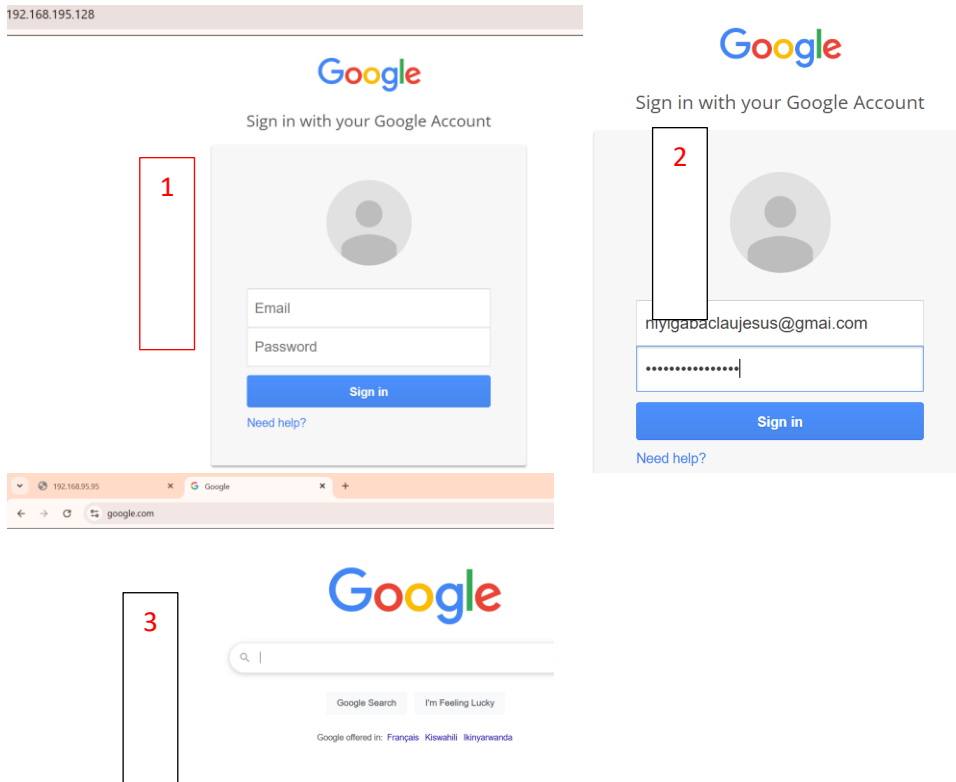 192.168.195.128
Google
Sign in with your Google Account
1
Email
Password
Sign in
Need help?
Google
Sign in with your Google Account
2
niyigabaclaujesus@gmai.com
••••••••••••••••
Sign in
Need help?
192.168.95.95
Google
google.com
Google
3
Google Search
I'm Feeling Lucky
Google offered in: Français Kiswahili Ikinyarwanda